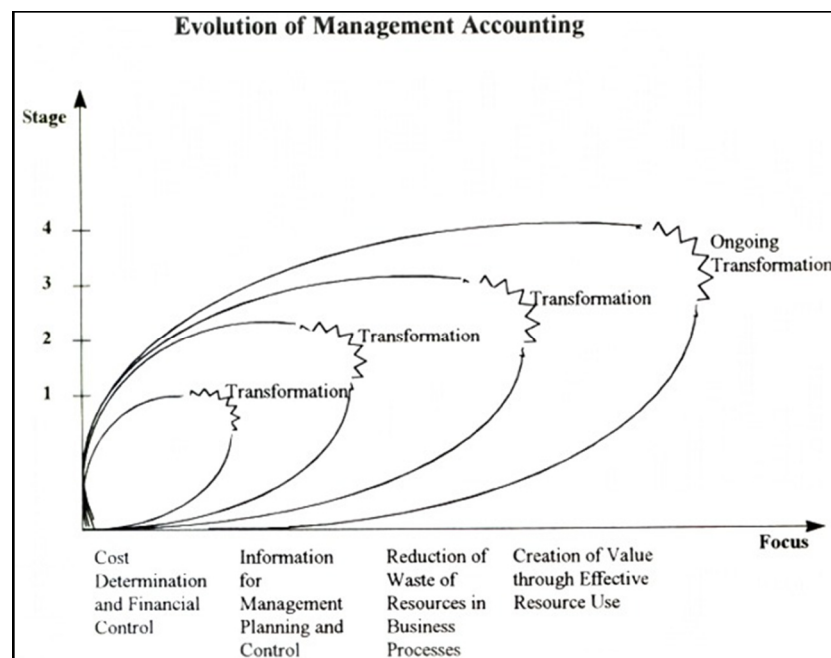 Evolution of Management Accounting
Stage
4
3
2
1
Ongoing
Transformation
Transformation
Transformation
Transformation
Focus
Cost
Determination
and Financial
Control
Information
for
Management
Planning and
Control
Reduction of
Waste of
Resources in
Business
Processes
Creation of Value
through Effective
Resource Use